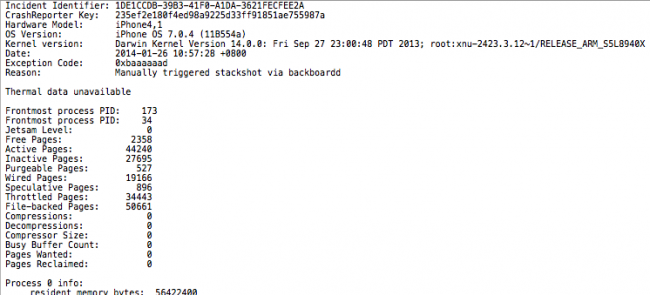 Incident Identifier: 1DE1CCDB-39B3-41F0-A1DA-3621FECFEE2A
CrashReporter Key:   235ef2e180f4ed98a9225d33ff91851ae755987a
Hardware Model:      iPhone4,1
OS Version:          iPhone OS 7.0.4 (11B554a)
Kernel version:      Darwin Kernel Version 14.0.0: Fri Sep 27 23:00:48 PDT 2013; root:xnu-2423.3.12~1/RELEASE_ARM_S5L8940X
Date:                2014-01-26 10:57:28 +0800
Exception Code:      0xbaaaaaad
Reason:              Manually triggered stackshot via backboardd
Thermal data unavailable
Frontmost process PID:    173
Frontmost process PID:    34
Jetsam Level:              0
Free Pages:             2358
Active Pages:          44240
Inactive Pages:        27695
Purgeable Pages:         527
Wired Pages:           19166
Speculative Pages:       896
Throttled Pages:       34443
File-backed Pages:     50661
Compressions:              0
Decompressions:            0
Compressor Size:           0
Busy Buffer Count:         0
Pages Wanted:              0
Pages Reclaimed:           0
Process 0 info:
resident memory bytes:  56422400